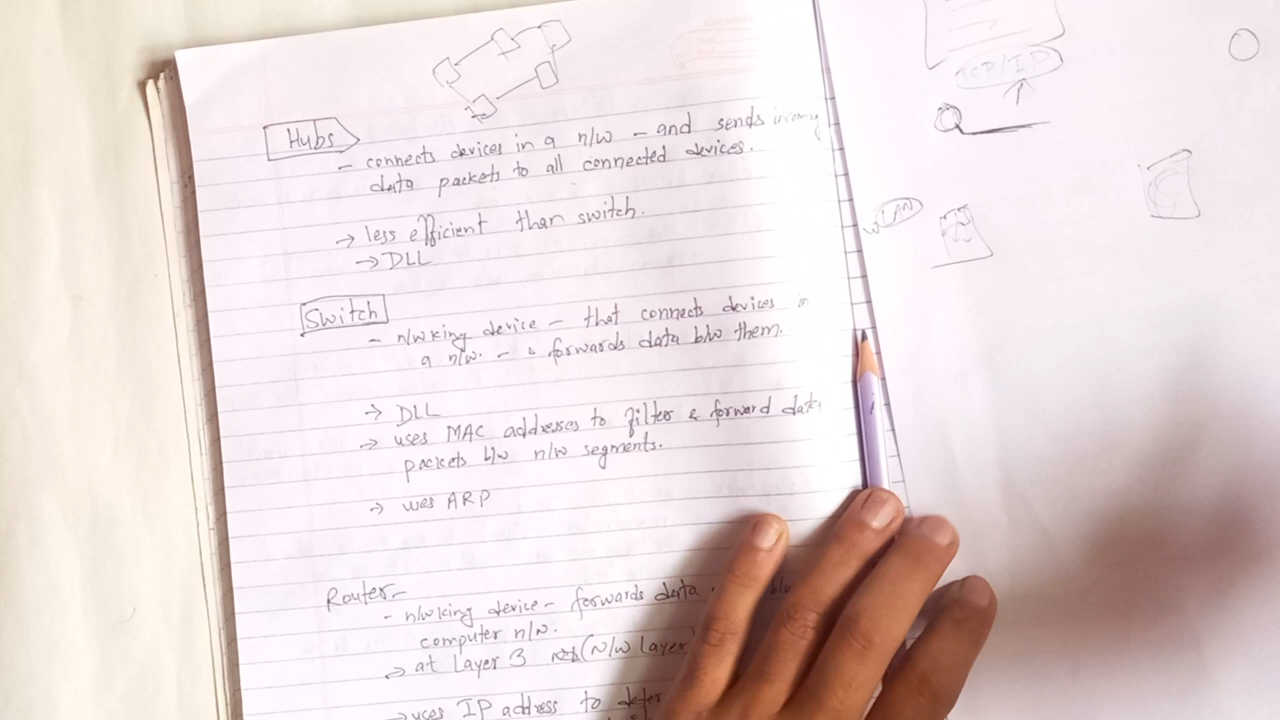 Hubs
- connects devices in a n/w - and sends incoming
data packets to all connected devices.
→ less efficient than switch.
→ DLL
Switch
- n/wking device - that connects devices in
a n/w. - & forwards data b/w them.
→ DLL
→ uses MAC addresses to filter & forward data
packets b/w n/w segments.
→ uses ARP
Router-
- n/wking device - forwards data
computer n/w.
→ at Layer 3 (N/W Layer
→ uses IP address to
TCP/IP
WLAN